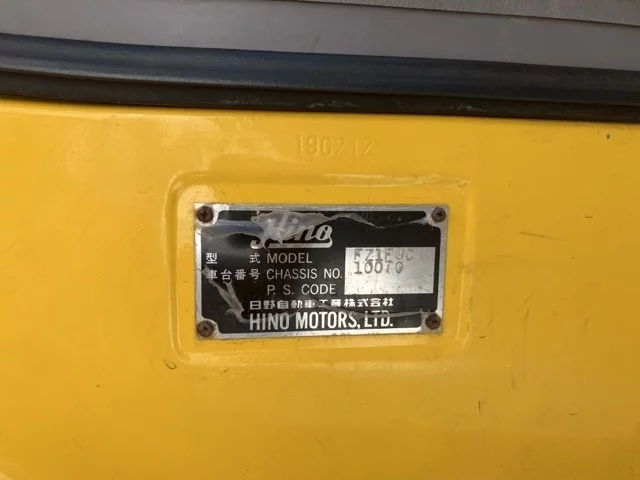 196212
Hino
型 式 MODEL FZ1EJC
車台番号 CHASSIS NO. 10070
P. S. CODE
日野自動車工業株式会社
HINO MOTORS, LTD.